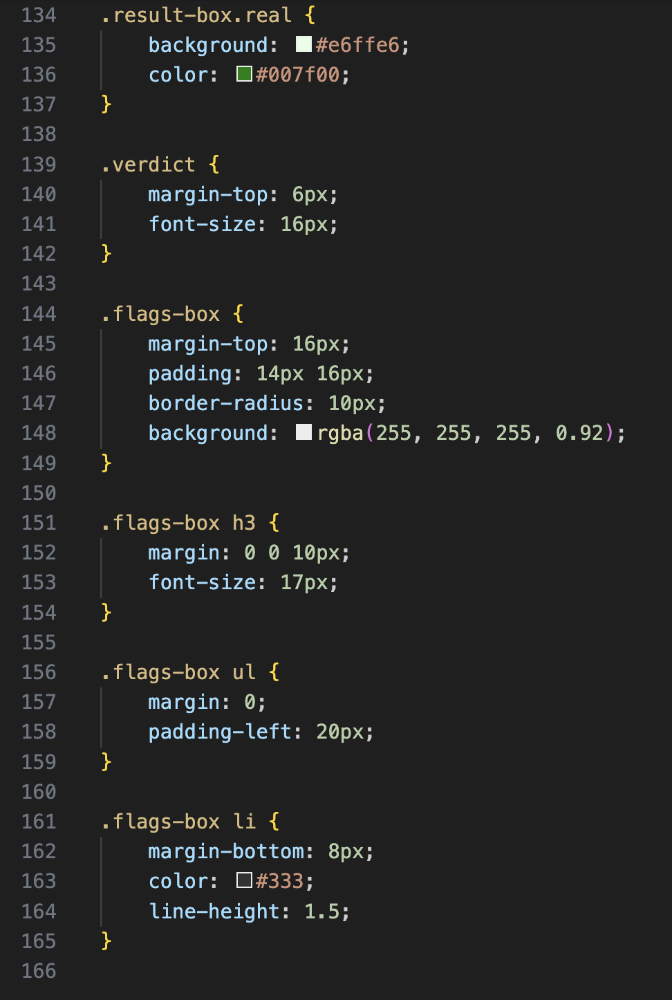 134 .result-box.real {
135 background: #e6ffe6;
136 color: #007f00;
137 }
138
139 .verdict {
140 margin-top: 6px;
141 font-size: 16px;
142 }
143
144 .flags-box {
145 margin-top: 16px;
146 padding: 14px 16px;
147 border-radius: 10px;
148 background: rgba(255, 255, 255, 0.92);
149 }
150
151 .flags-box h3 {
152 margin: 0 0 10px;
153 font-size: 17px;
154 }
155
156 .flags-box ul {
157 margin: 0;
158 padding-left: 20px;
159 }
160
161 .flags-box li {
162 margin-bottom: 8px;
163 color: #333;
164 line-height: 1.5;
165 }
166